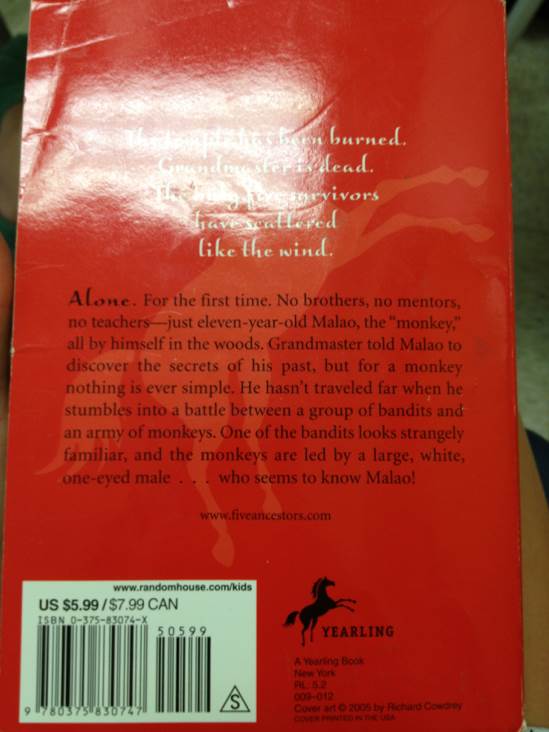 The temple has been burned.
Grandmaster is dead.
The only five survivors
have scattered
like the wind.
Alone. For the first time. No brothers, no mentors,
no teachers—just eleven-year-old Malao, the “monkey,”
all by himself in the woods. Grandmaster told Malao to
discover the secrets of his past, but for a monkey
nothing is ever simple. He hasn’t traveled far when he
stumbles into a battle between a group of bandits and
an army of monkeys. One of the bandits looks strangely
familiar, and the monkeys are led by a large, white,
one-eyed male . . . who seems to know Malao!
www.fiveancestors.com
www.randomhouse.com/kids
US $5.99 / $7.99 CAN
ISBN 0-375-83074-X
50599
9 780375 830747
S
YEARLING
A Yearling Book
New York
RL: 5.2
009–012
Cover art © 2005 by Richard Cowdrey
COVER PRINTED IN THE USA